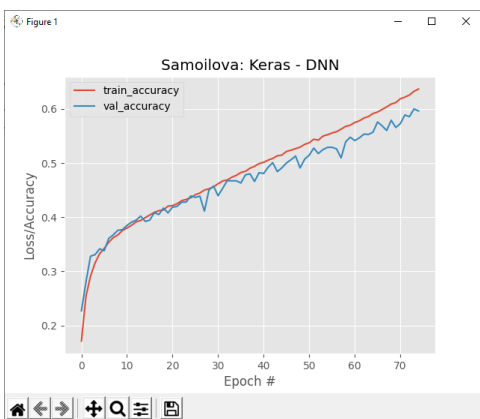 Figure 1
Samoilova: Keras - DNN
train_accuracy
val_accuracy
Loss/Accuracy
0.6
0.5
0.4
0.3
0.2
0 10 20 30 40 50 60 70
Epoch #